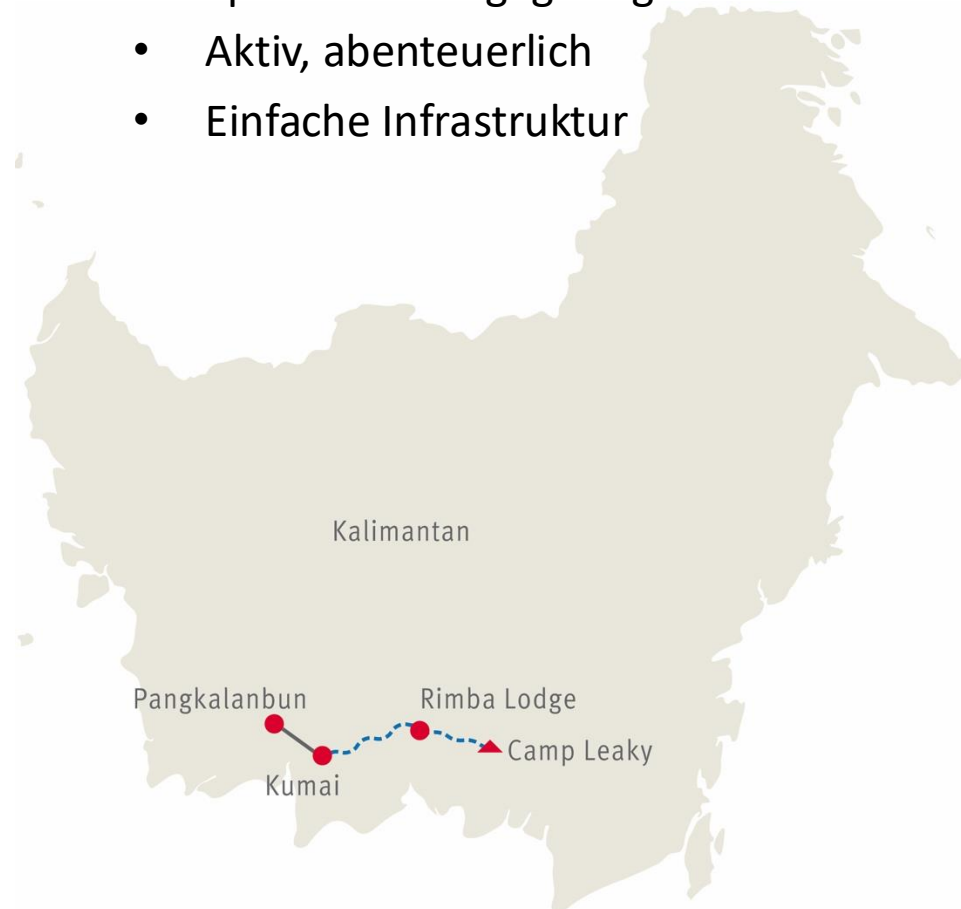 • Aktiv, abenteuerlich
• Einfache Infrastruktur
Kalimantan
Pangkalanbun
Rimba Lodge
Camp Leaky
Kumai